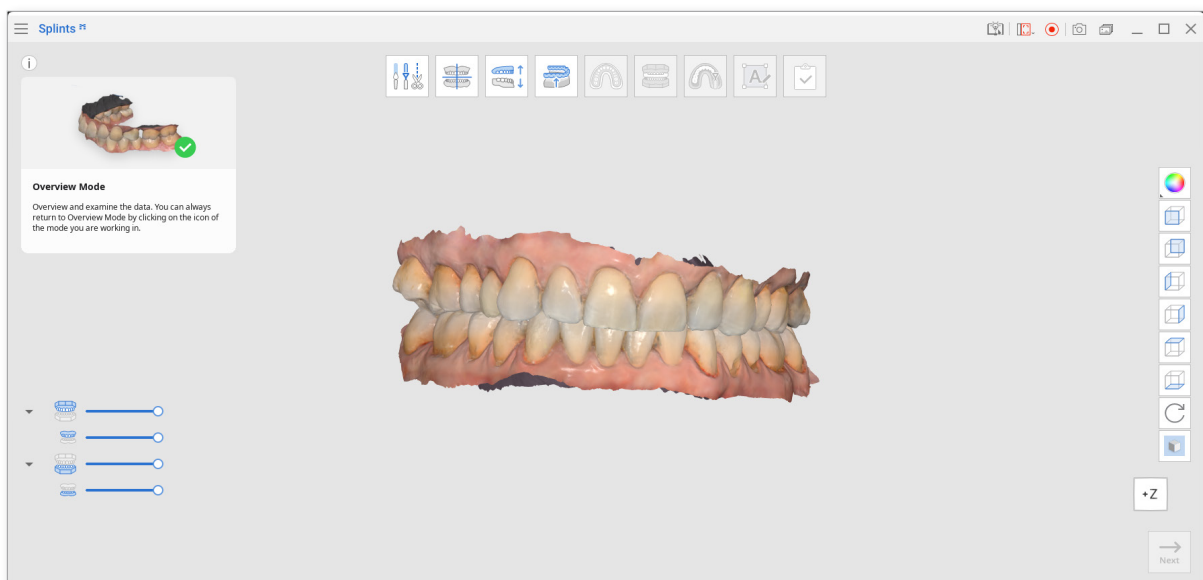 Splints
Overview Mode
Overview and examine the data. You can always
return to Overview Mode by clicking on the icon of
the mode you are working in.
A
+Z
Next